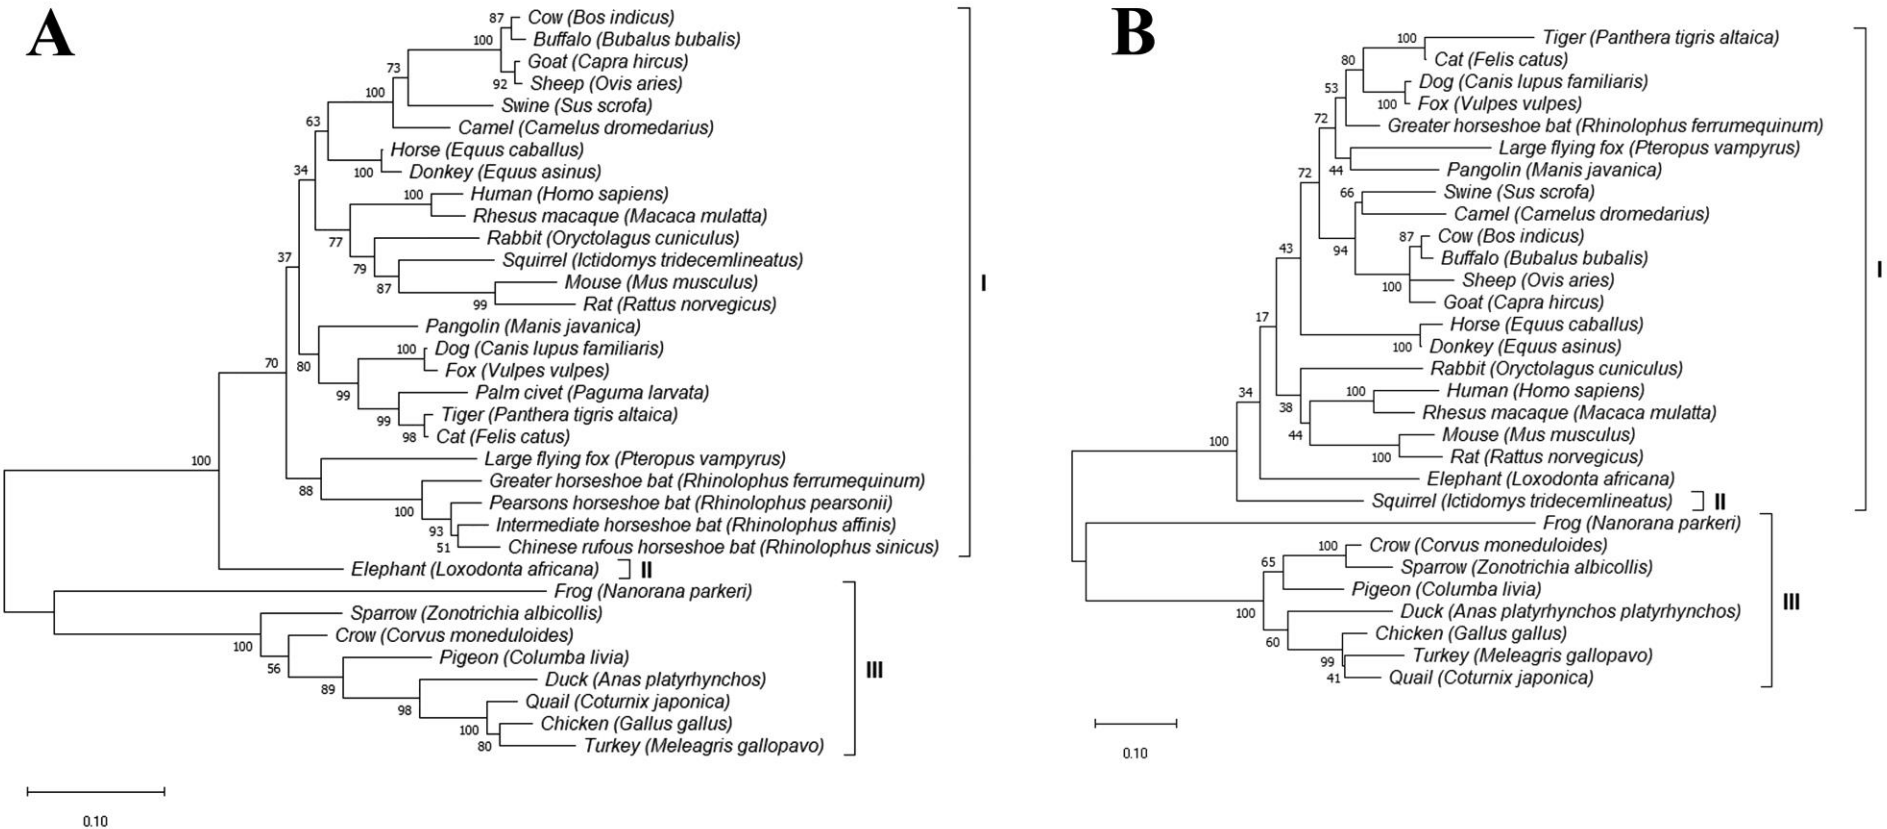 A
87
Cow (Bos indicus)
100
Buffalo (Bubalus bubalis)
Goat (Capra hircus)
73
92
Sheep (Ovis aries)
100
Swine (Sus scrofa)
63
Camel (Camelus dromedarius)
Horse (Equus caballus)
34
100
Donkey (Equus asinus)
100
Human (Homo sapiens)
Rhesus macaque (Macaca mulatta)
77
Rabbit (Oryctolagus cuniculus)
37
79
Squirrel (Ictidomys tridecemlineatus)
87
Mouse (Mus musculus)
99
Rat (Rattus norvegicus)
I
Pangolin (Manis javanica)
70
80
100
Dog (Canis lupus familiaris)
Fox (Vulpes vulpes)
99
Palm civet (Paguma larvata)
99
Tiger (Panthera tigris altaica)
98
Cat (Felis catus)
100
Large flying fox (Pteropus vampyrus)
88
Greater horseshoe bat (Rhinolophus ferrumequinum)
100
Pearsons horseshoe bat (Rhinolophus pearsonii)
93
Intermediate horseshoe bat (Rhinolophus affinis)
51
Chinese rufous horseshoe bat (Rhinolophus sinicus)
Elephant (Loxodonta africana)
II
Frog (Nanorana parkeri)
Sparrow (Zonotrichia albicollis)
100
Crow (Corvus moneduloides)
56
Pigeon (Columba livia)
89
Duck (Anas platyrhynchos)
III
98
Quail (Coturnix japonica)
100
Chicken (Gallus gallus)
80
Turkey (Meleagris gallopavo)
0.10
B
100
Tiger (Panthera tigris altaica)
80
Cat (Felis catus)
53
Dog (Canis lupus familiaris)
100
Fox (Vulpes vulpes)
72
Greater horseshoe bat (Rhinolophus ferrumequinum)
Large flying fox (Pteropus vampyrus)
72
44
Pangolin (Manis javanica)
66
Swine (Sus scrofa)
Camel (Camelus dromedarius)
43
94
87
Cow (Bos indicus)
Buffalo (Bubalus bubalis)
100
Sheep (Ovis aries)
Goat (Capra hircus)
I
17
Horse (Equus caballus)
100
Donkey (Equus asinus)
Rabbit (Oryctolagus cuniculus)
34
38
100
Human (Homo sapiens)
Rhesus macaque (Macaca mulatta)
44
Mouse (Mus musculus)
100
100
Rat (Rattus norvegicus)
Elephant (Loxodonta africana)
Squirrel (Ictidomys tridecemlineatus)
II
Frog (Nanorana parkeri)
100
Crow (Corvus moneduloides)
65
Sparrow (Zonotrichia albicollis)
Pigeon (Columba livia)
100
Duck (Anas platyrhynchos platyrhynchos)
III
60
Chicken (Gallus gallus)
99
Turkey (Meleagris gallopavo)
41
Quail (Coturnix japonica)
0.10